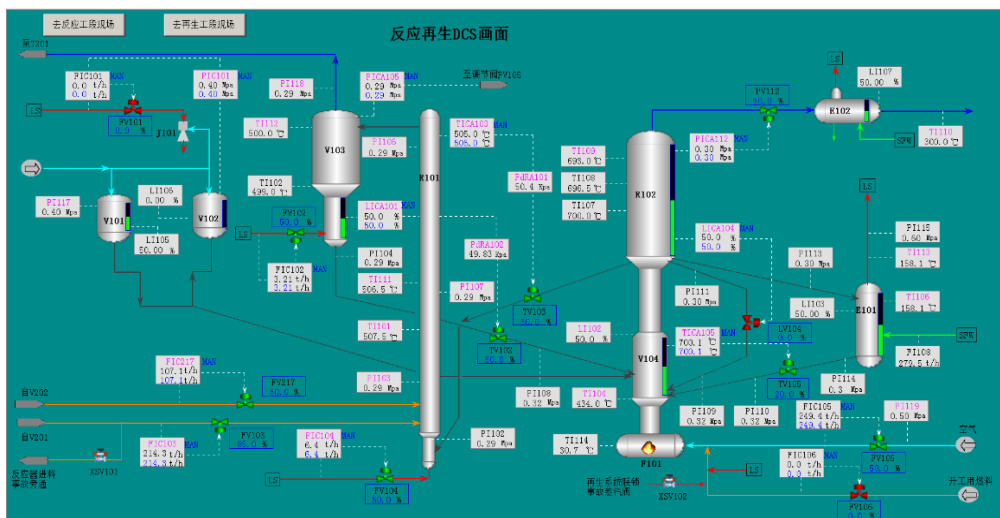 去反应工段现场
去再生工段现场
反应再生DCS画面
至T201
FIC101 MAN
0.0 t/h
0.0 t/h
PIC101 MAN
0.40 Mpa
0.40 Mpa
PI118
0.29 Mpa
PICA105 MAN
0.29 Mpa
0.29 Mpa
至调节阀PV105
LS
LI107
50.00 %
PV112
50.0 %
E102
LS
FV101
0.0 %
J101
TI112
500.0 ℃
V103
TICA103 MAN
505.0 ℃
505.0 ℃
PI106
0.29 Mpa
R101
PICA112 MAN
0.30 Mpa
0.30 Mpa
SPW
TI110
300.0 ℃
TI109
693.0 ℃
TI108
696.5 ℃
TI107
700.0 ℃
R102
PdRA101
50.4 Kpa
TI102
499.0 ℃
LI106
0.00 %
PI117
0.40 Mpa
V101
V102
LI105
50.00 %
FV102
50.0 %
LS
LICA101 MAN
50.0 %
50.0 %
FIC102 MAN
3.21 t/h
3.21 t/h
PI104
0.29 Mpa
PdRA102
49.83 Kpa
LICA104 MAN
50.0 %
50.0 %
LS
PI115
0.60 Mpa
TI113
158.1 ℃
PI113
0.30 Mpa
TI111
506.5 ℃
PI107
0.29 Mpa
PI111
0.30 Mpa
LI103
50.00 %
E101
TI106
158.1 ℃
TV103
50.0 %
TI101
507.5 ℃
LI102
50.0 %
TICA105 MAN
700.1 ℃
700.1 ℃
V104
LV104
0.0 %
SPW
TV102
50.0 %
PI108
279.5 t/h
FIC217 MAN
107.1 t/h
107.1 t/h
PI103
0.29 Mpa
PI108
0.32 Mpa
TI104
434.0 ℃
TV105
20.0 %
PI114
0.3 Mpa
自V202
FV217
50.0 %
PI109
0.32 Mpa
PI110
0.32 Mpa
FIC105 MAN
249.4 t/h
249.4 t/h
PI119
0.50 Mpa
自V201
FIC103 MAN
214.3 t/h
214.3 t/h
FIC104 MAN
6.4 t/h
6.4 t/h
PI102
0.29 Mpa
TI114
30.7 ℃
F101
空气
FV105
50.0 %
反应器进料
事故旁通
XSV101
LS
FV104
50.0 %
再生系统联锁
事故蒸汽阀
XSV102
LS
FIC106 MAN
0.0 t/h
0.0 t/h
开工用燃料
FV106
0.0 %